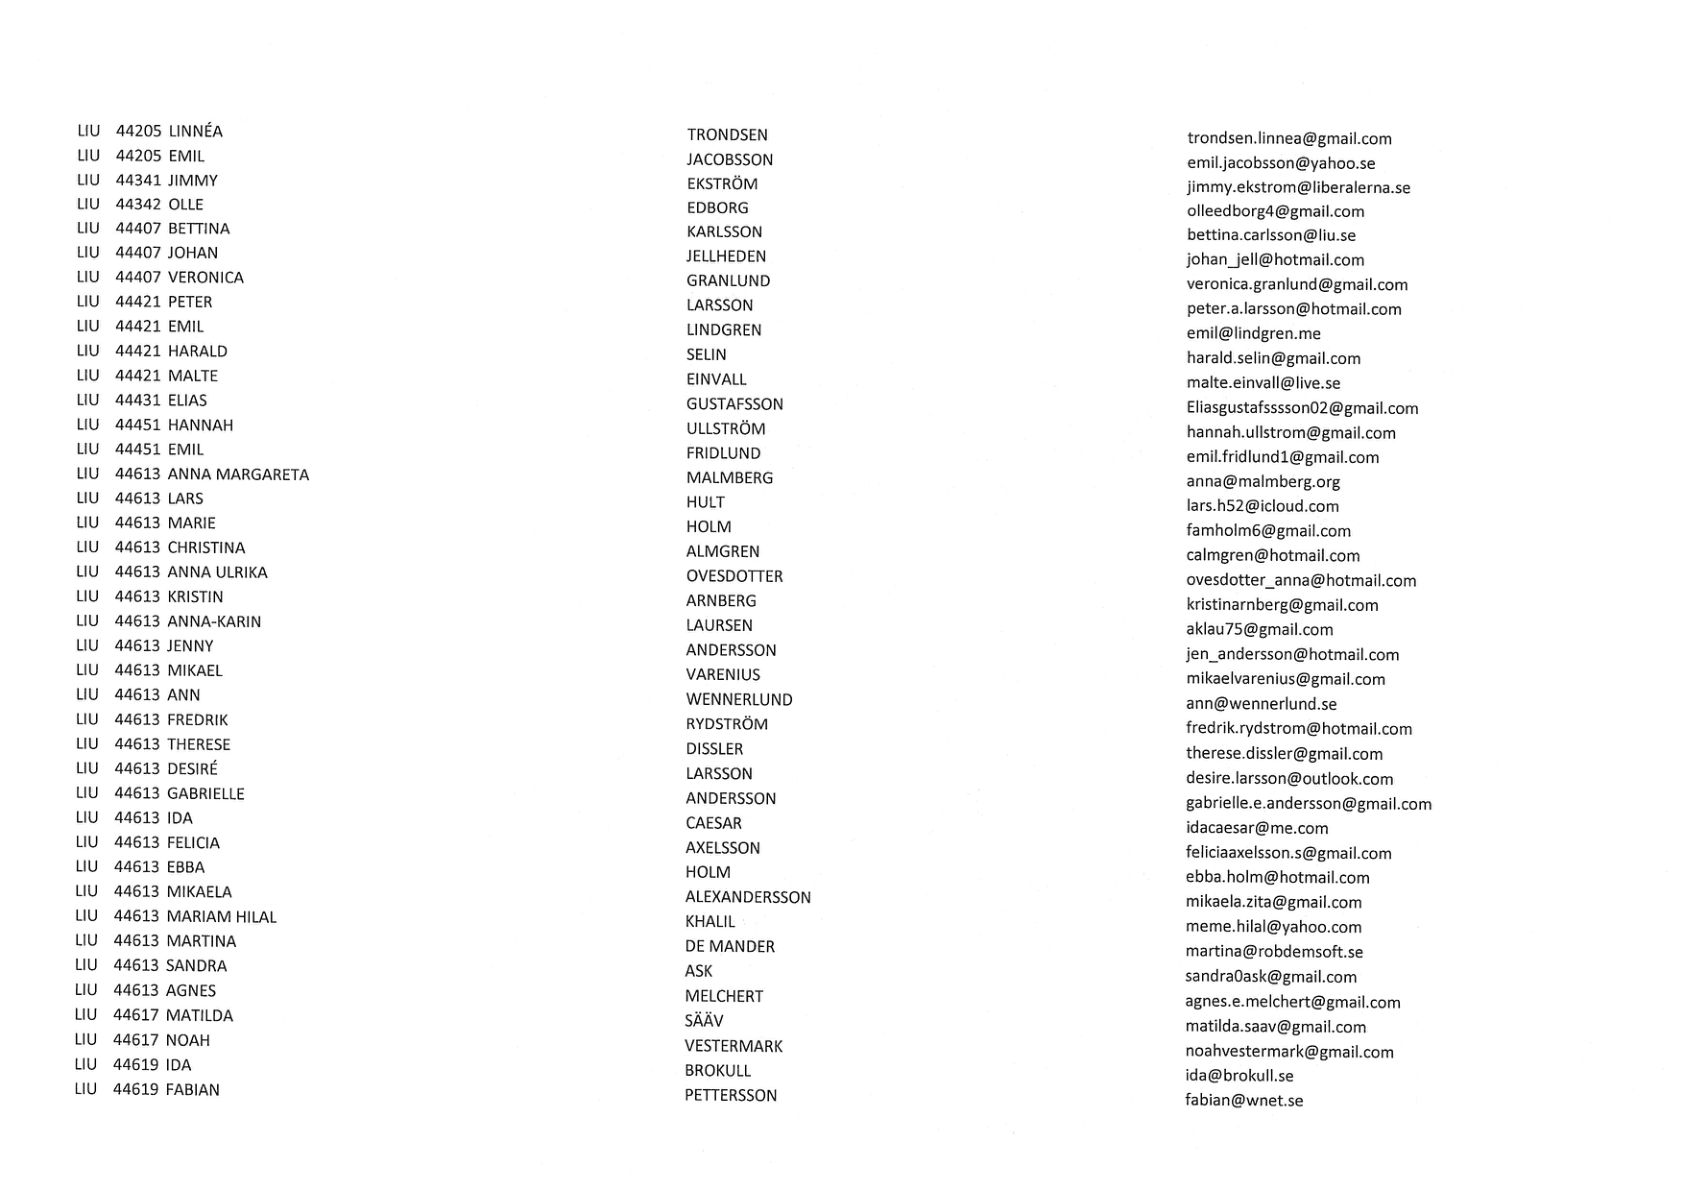 LIU 44205 LINNÉA TRONDSEN trondsen.linnea@gmail.com
LIU 44205 EMIL JACOBSSON emil.jacobsson@yahoo.se
LIU 44341 JIMMY EKSTRÖM jimmy.ekstrom@liberalerna.se
LIU 44342 OLLE EDBORG olleedborg4@gmail.com
LIU 44407 BETTINA KARLSSON bettina.carlsson@liu.se
LIU 44407 JOHAN JELLHEDEN johan_jell@hotmail.com
LIU 44407 VERONICA GRANLUND veronica.granlund@gmail.com
LIU 44421 PETER LARSSON peter.a.larsson@hotmail.com
LIU 44421 EMIL LINDGREN emil@lindgren.me
LIU 44421 HARALD SELIN harald.selin@gmail.com
LIU 44421 MALTE EINVALL malte.einvall@live.se
LIU 44431 ELIAS GUSTAFSSON Eliasgustafsssson02@gmail.com
LIU 44451 HANNAH ULLSTRÖM hannah.ullstrom@gmail.com
LIU 44451 EMIL FRIDLUND emil.fridlund1@gmail.com
LIU 44613 ANNA MARGARETA MALMBERG anna@malmberg.org
LIU 44613 LARS HULT lars.h52@icloud.com
LIU 44613 MARIE HOLM famholm6@gmail.com
LIU 44613 CHRISTINA ALMGREN calmgren@hotmail.com
LIU 44613 ANNA ULRIKA OVESDOTTER ovesdotter_anna@hotmail.com
LIU 44613 KRISTIN ARNBERG kristinarnberg@gmail.com
LIU 44613 ANNA-KARIN LAURSEN aklau75@gmail.com
LIU 44613 JENNY ANDERSSON jen_andersson@hotmail.com
LIU 44613 MIKAEL VARENIUS mikaelvarenius@gmail.com
LIU 44613 ANN WENNERLUND ann@wennerlund.se
LIU 44613 FREDRIK RYDSTRÖM fredrik.rydstrom@hotmail.com
LIU 44613 THERESE DISSLER therese.dissler@gmail.com
LIU 44613 DESIRÉ LARSSON desire.larsson@outlook.com
LIU 44613 GABRIELLE ANDERSSON gabrielle.e.andersson@gmail.com
LIU 44613 IDA CAESAR idacaesar@me.com
LIU 44613 FELICIA AXELSSON feliciaaxelsson.s@gmail.com
LIU 44613 EBBA HOLM ebba.holm@hotmail.com
LIU 44613 MIKAELA ALEXANDERSSON mikaela.zita@gmail.com
LIU 44613 MARIAM HILAL KHALIL meme.hilal@yahoo.com
LIU 44613 MARTINA DE MANDER martina@robdemsoft.se
LIU 44613 SANDRA ASK sandra0ask@gmail.com
LIU 44613 AGNES MELCHERT agnes.e.melchert@gmail.com
LIU 44617 MATILDA SÄÄV matilda.saav@gmail.com
LIU 44617 NOAH VESTERMARK noahvestermark@gmail.com
LIU 44619 IDA BROKULL ida@brokull.se
LIU 44619 FABIAN PETTERSSON fabian@wnet.se